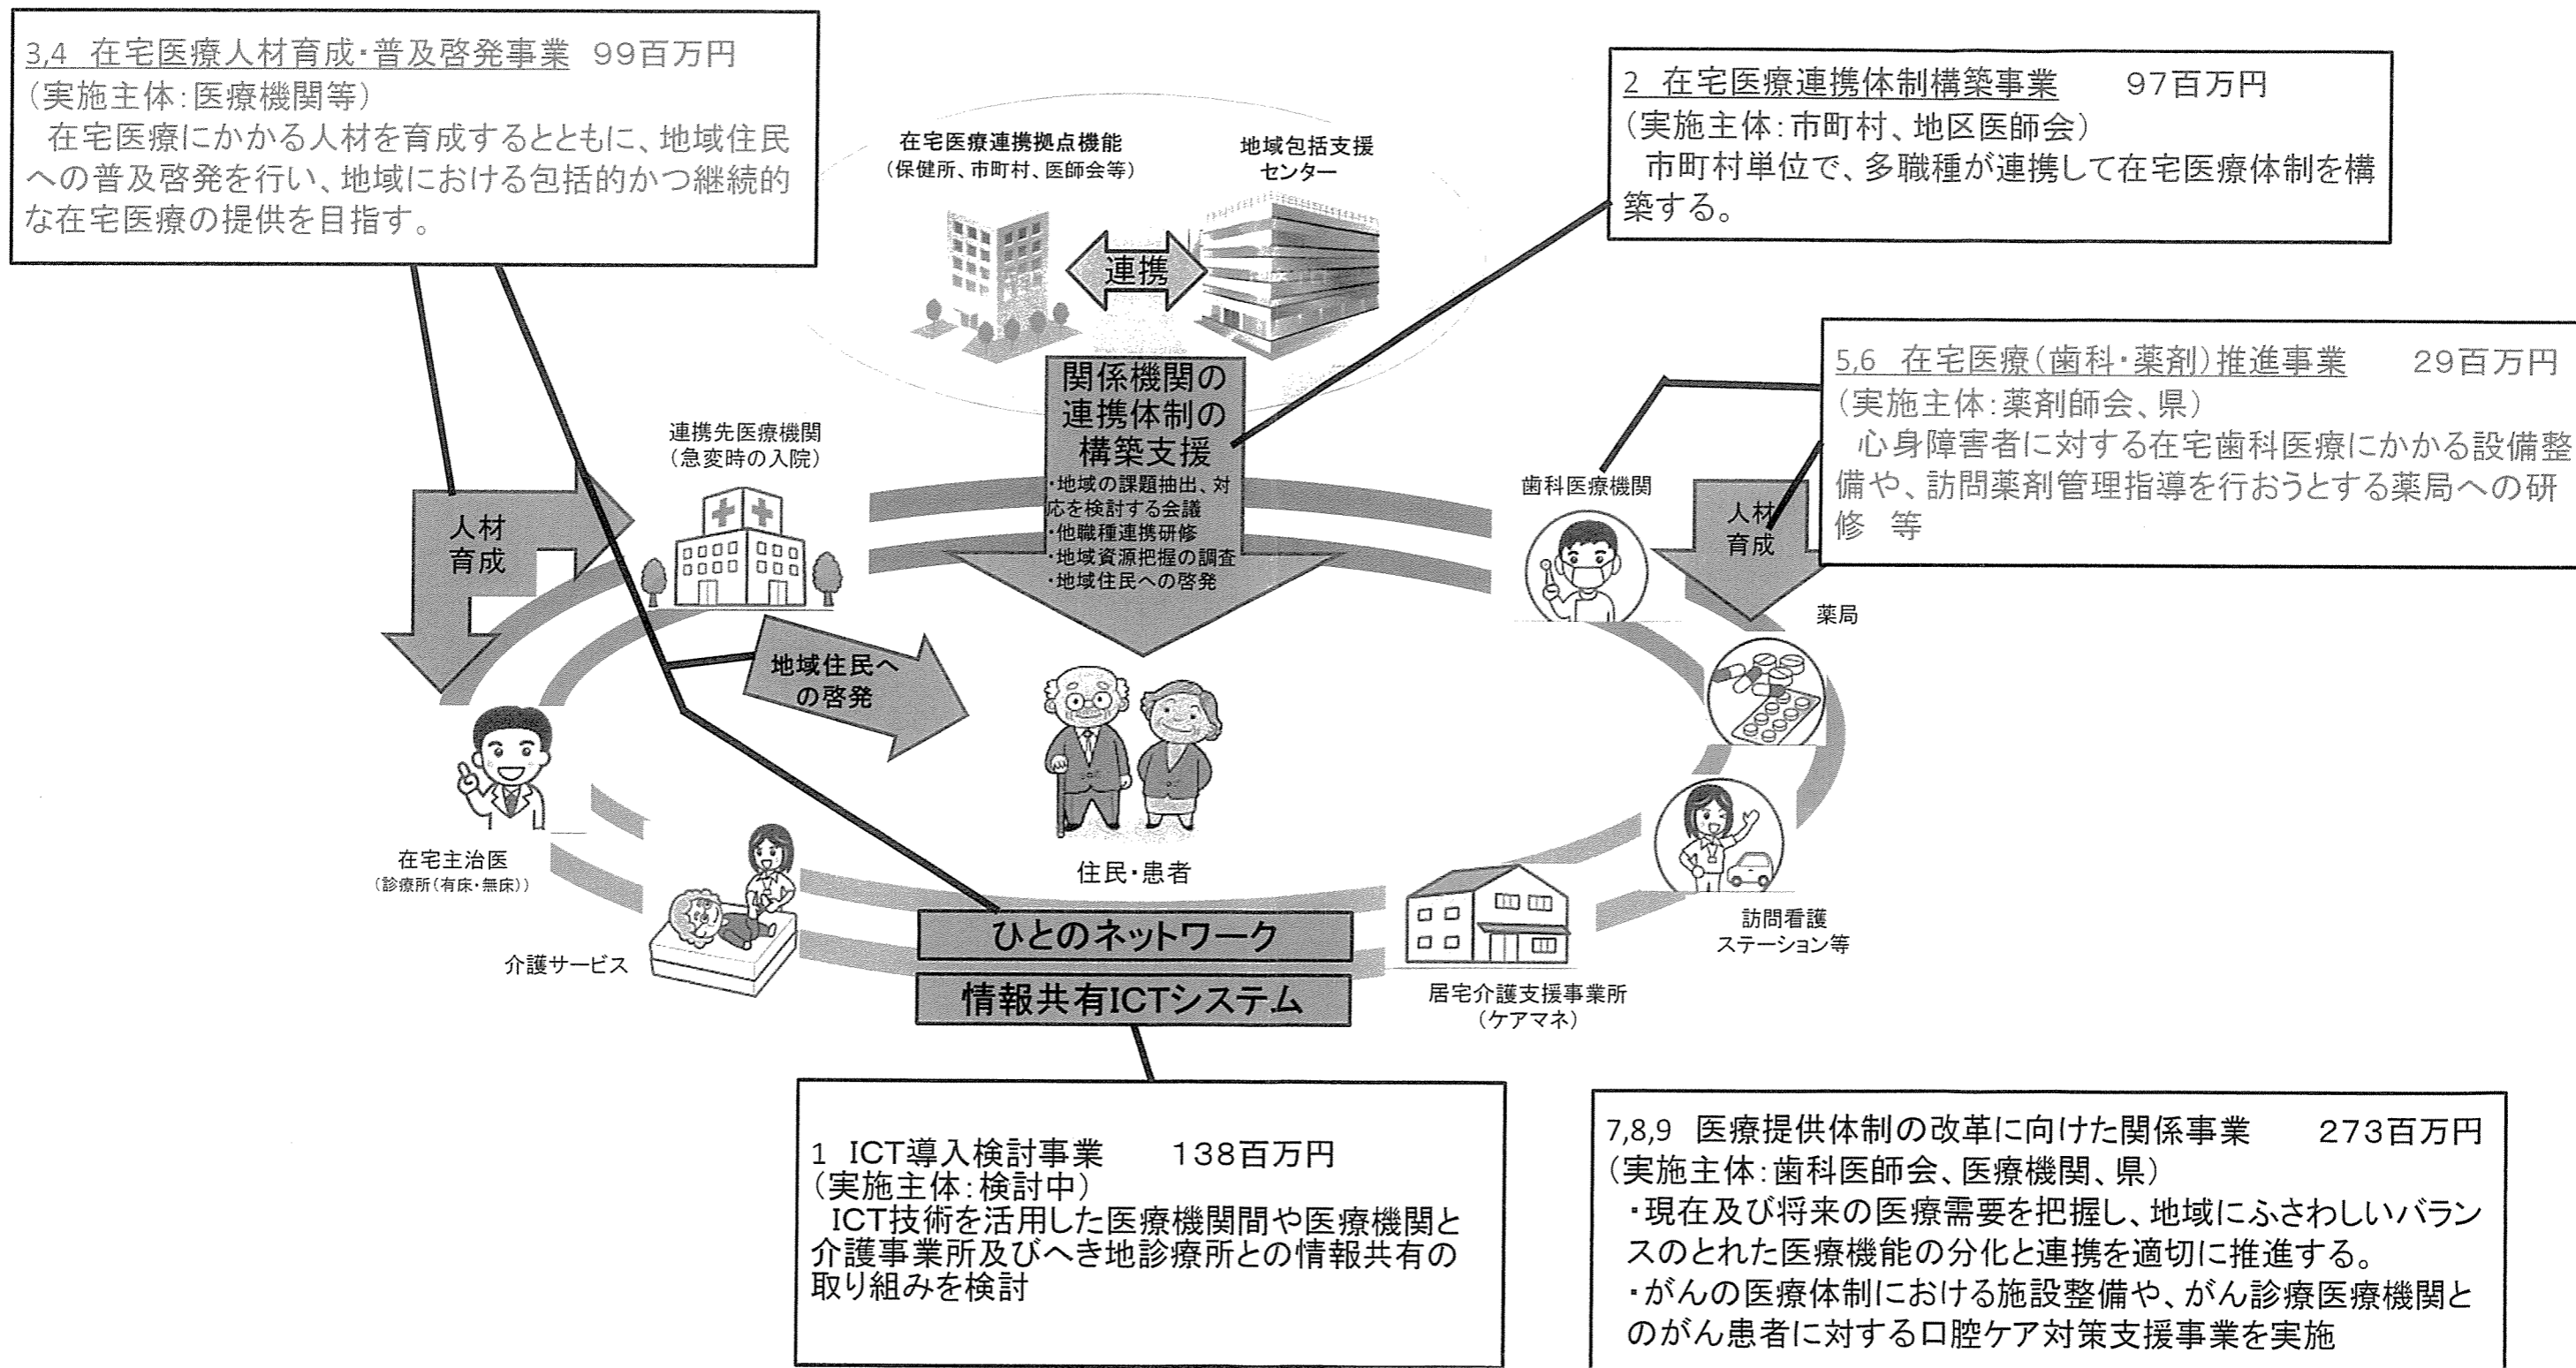 3,4 在宅医療人材育成・普及啓発事業 99百万円
（実施主体：医療機関等）
在宅医療にかかる人材を育成するとともに、地域住民
への普及啓発を行い、地域における包括的かつ継続的
な在宅医療の提供を目指す。
2 在宅医療連携体制構築事業 97百万円
（実施主体：市町村、地区医師会）
市町村単位で、多職種が連携して在宅医療体制を構
築する。
在宅医療連携拠点機能
（保健所、市町村、医師会等）
地域包括支援
センター
連携
5,6 在宅医療（歯科・薬剤）推進事業 29百万円
（実施主体：薬剤師会、県）
心身障害者に対する在宅歯科医療にかかる設備整
備や、訪問薬剤管理指導を行おうとする薬局への研
修 等
関係機関の
連携体制の
構築支援
・地域の課題抽出、対
応を検討する会議
・他職種連携研修
・地域資源把握の調査
・地域住民への啓発
連携先医療機関
（急変時の入院）
人材
育成
歯科医療機関
人材
育成
薬局
地域住民へ
の啓発
在宅主治医
（診療所（有床・無床））
住民・患者
介護サービス
ひとのネットワーク
情報共有ICTシステム
居宅介護支援事業所
（ケアマネ）
訪問看護
ステーション等
1 ICT導入検討事業 138百万円
（実施主体：検討中）
ICT技術を活用した医療機関間や医療機関と
介護事業所及びへき地診療所との情報共有の
取り組みを検討
7,8,9 医療提供体制の改革に向けた関係事業 273百万円
（実施主体：歯科医師会、医療機関、県）
・現在及び将来の医療需要を把握し、地域にふさわしいバラン
スのとれた医療機能の分化と連携を適切に推進する。
・がんの医療体制における施設整備や、がん診療医療機関と
のがん患者に対する口腔ケア対策支援事業を実施